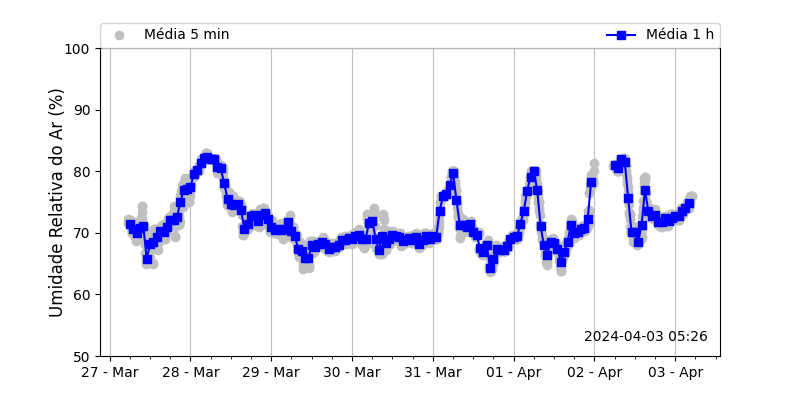 Média 5 min
Média 1 h
Umidade Relativa do Ar (%)
100
90
80
70
60
50
2024-04-03 05:26
27 - Mar
28 - Mar
29 - Mar
30 - Mar
31 - Mar
01 - Apr
02 - Apr
03 - Apr